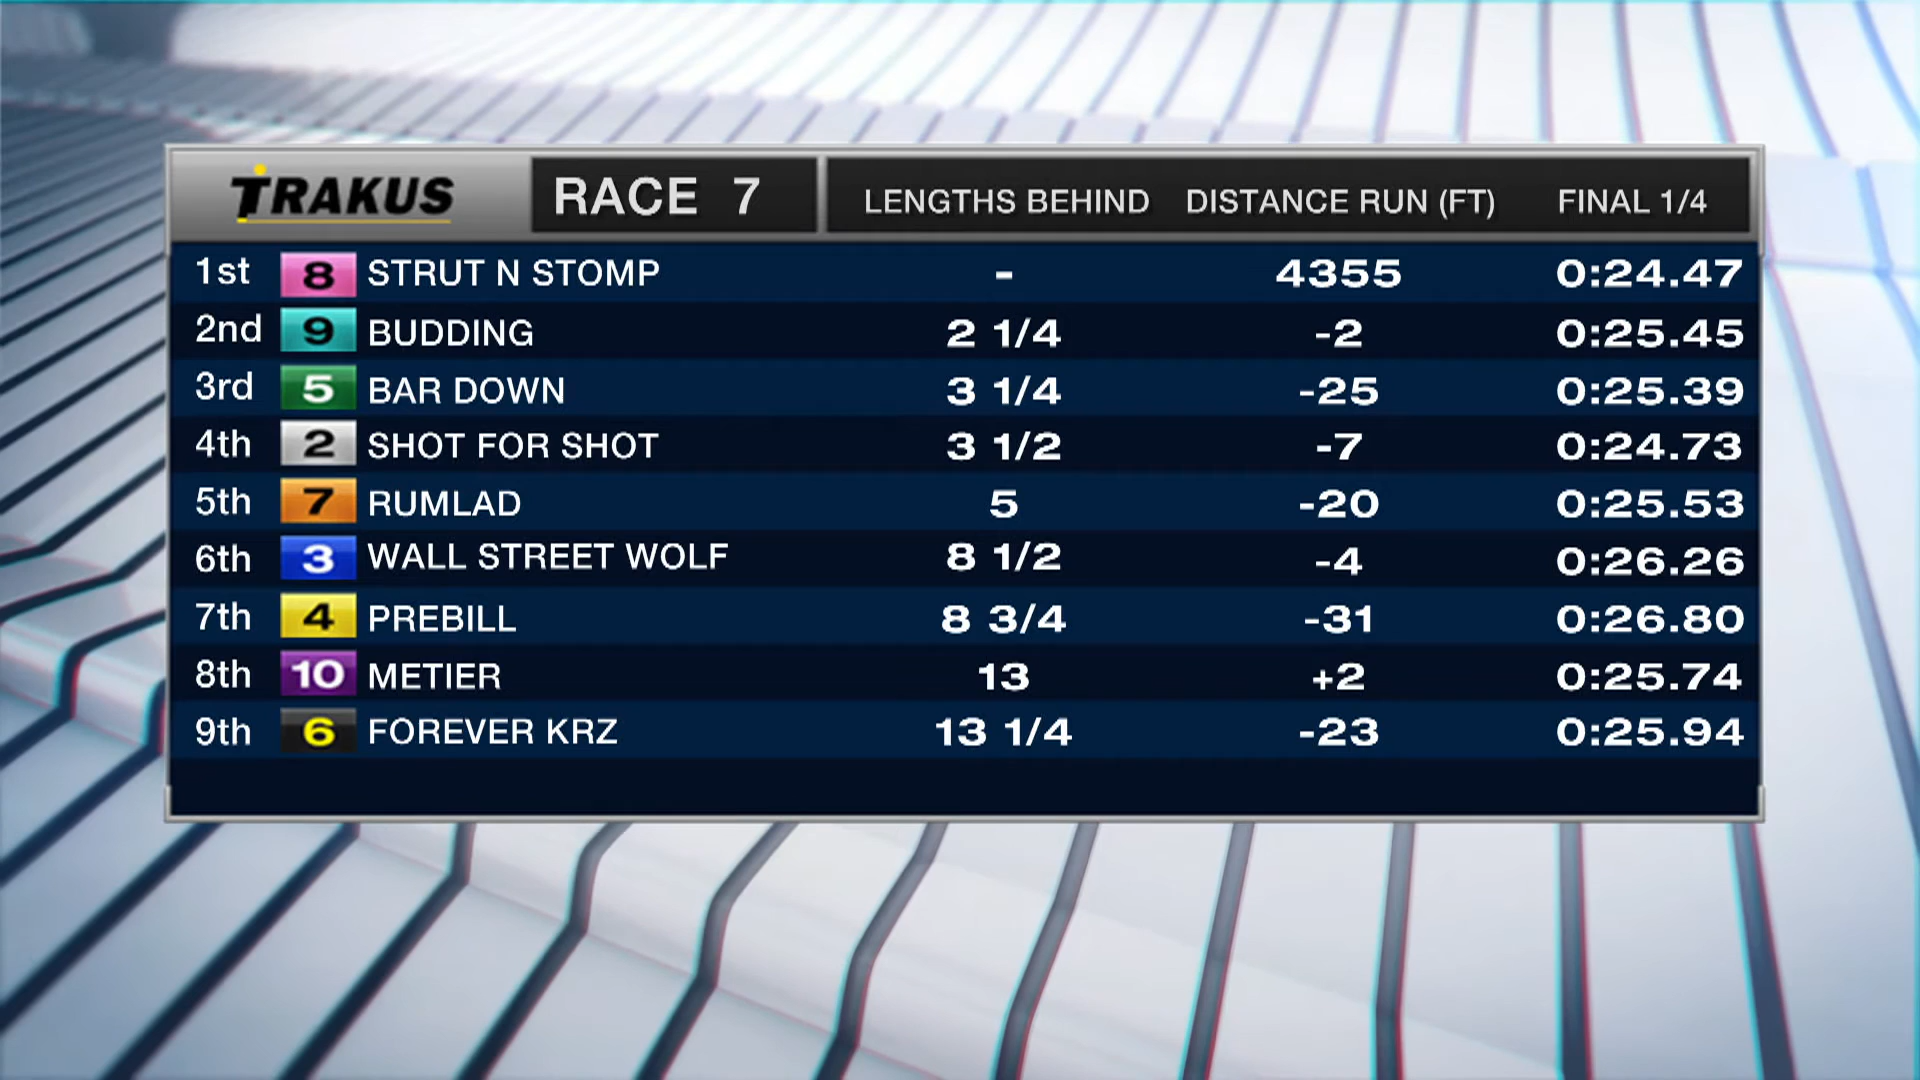 TRAKUS RACE 7 LENGTHS BEHIND DISTANCE RUN (FT) FINAL 1/4
1st 8 STRUT N STOMP - 4355 0:24.47
2nd 9 BUDDING 2 1/4 -2 0:25.45
3rd 5 BAR DOWN 3 1/4 -25 0:25.39
4th 2 SHOT FOR SHOT 3 1/2 -7 0:24.73
5th 7 RUMLAD 5 -20 0:25.53
6th 3 WALL STREET WOLF 8 1/2 -4 0:26.26
7th 4 PREBILL 8 3/4 -31 0:26.80
8th 10 METIER 13 +2 0:25.74
9th 6 FOREVER KRZ 13 1/4 -23 0:25.94